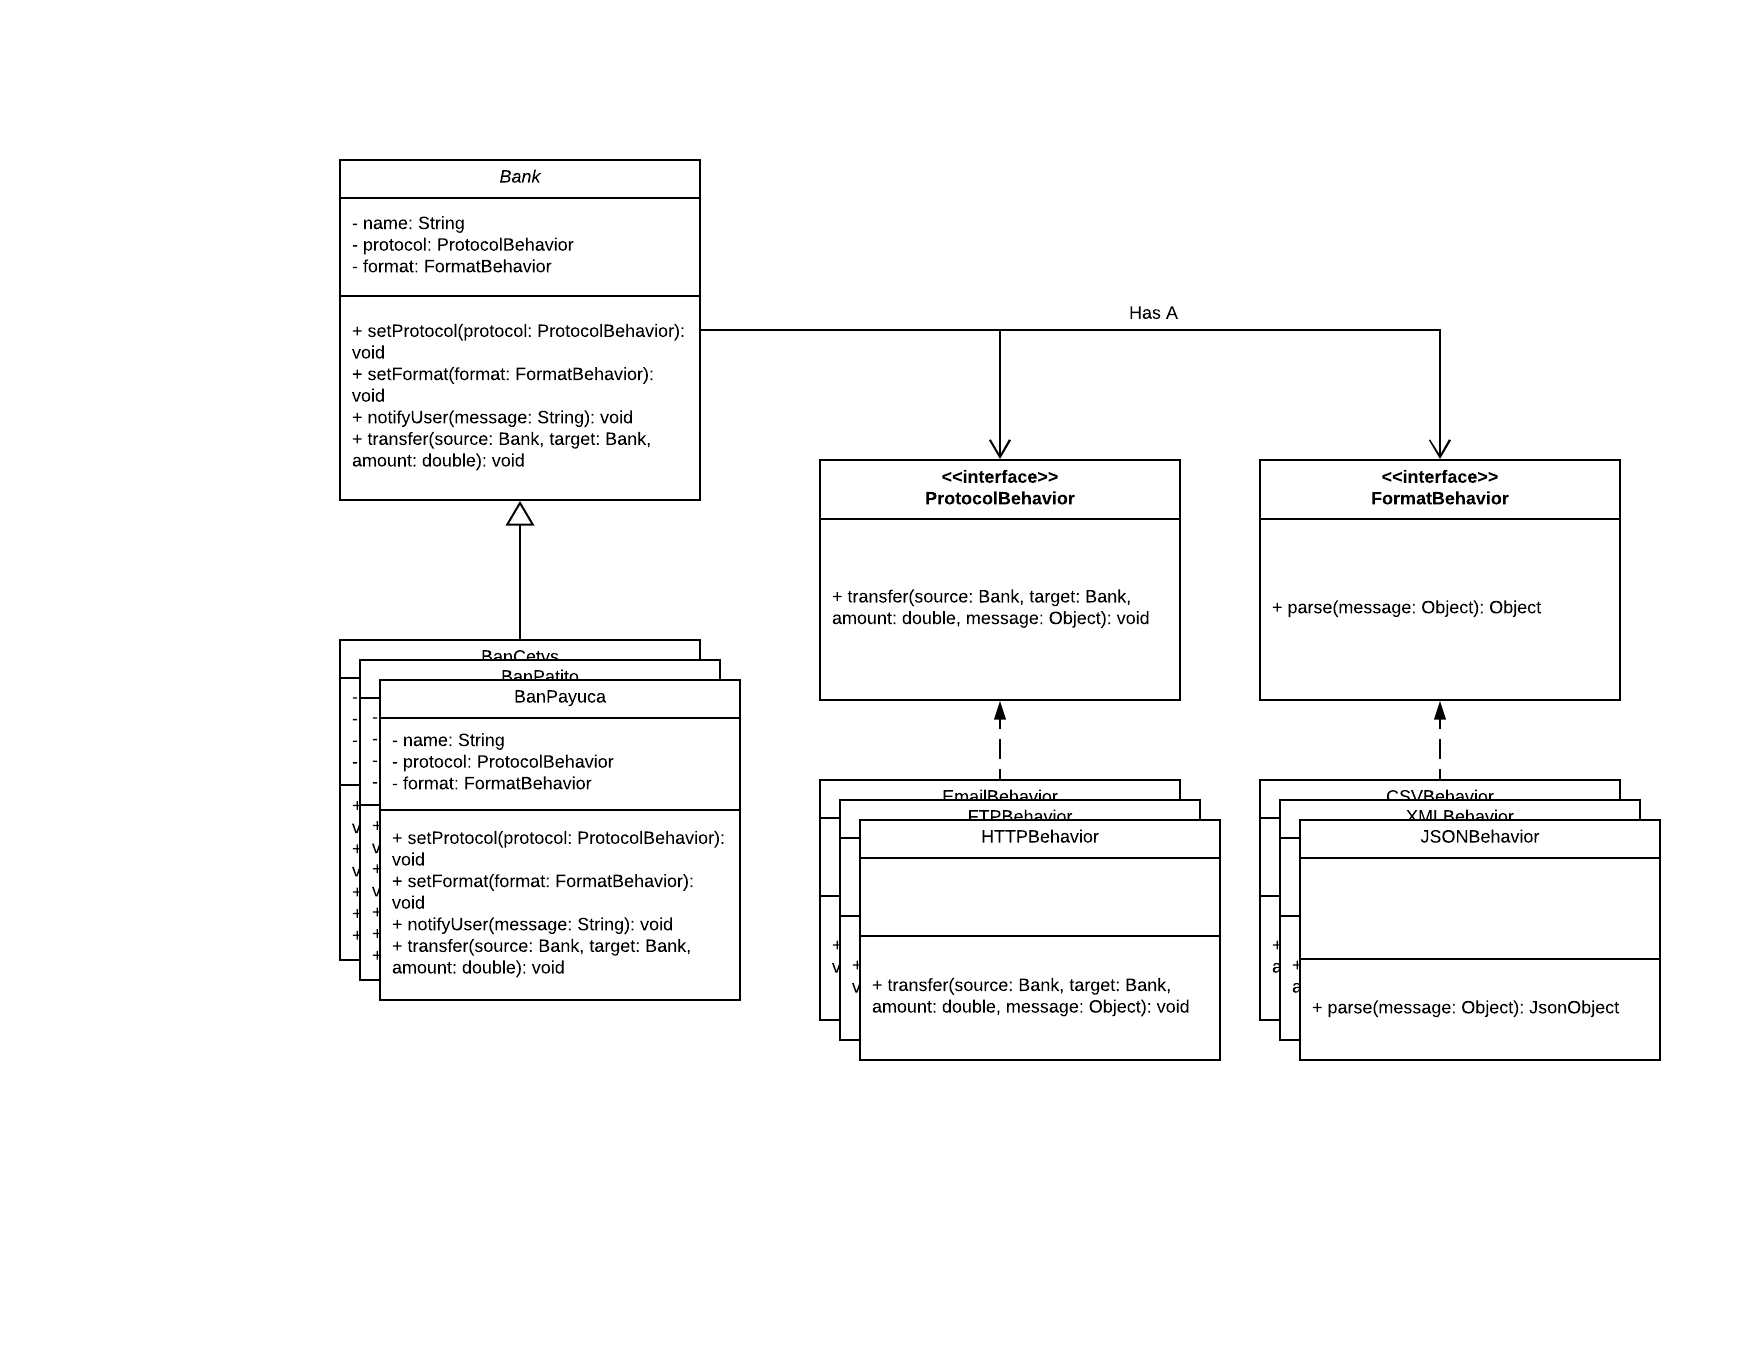 Bank
- name: String
- protocol: ProtocolBehavior
- format: FormatBehavior
+ setProtocol(protocol: ProtocolBehavior):
void
+ setFormat(format: FormatBehavior):
void
+ notifyUser(message: String): void
+ transfer(source: Bank, target: Bank,
amount: double): void
Has A
<<interface>>
ProtocolBehavior
+ transfer(source: Bank, target: Bank,
amount: double, message: Object): void
<<interface>>
FormatBehavior
+ parse(message: Object): Object
BanCetys
BanPatito
BanPayuca
- name: String
- protocol: ProtocolBehavior
- format: FormatBehavior
+ setProtocol(protocol: ProtocolBehavior):
void
+ setFormat(format: FormatBehavior):
void
+ notifyUser(message: String): void
+ transfer(source: Bank, target: Bank,
amount: double): void
EmailBehavior
FTPBehavior
HTTPBehavior
+ transfer(source: Bank, target: Bank,
amount: double, message: Object): void
CSVBehavior
XMLBehavior
JSONBehavior
+ parse(message: Object): JsonObject